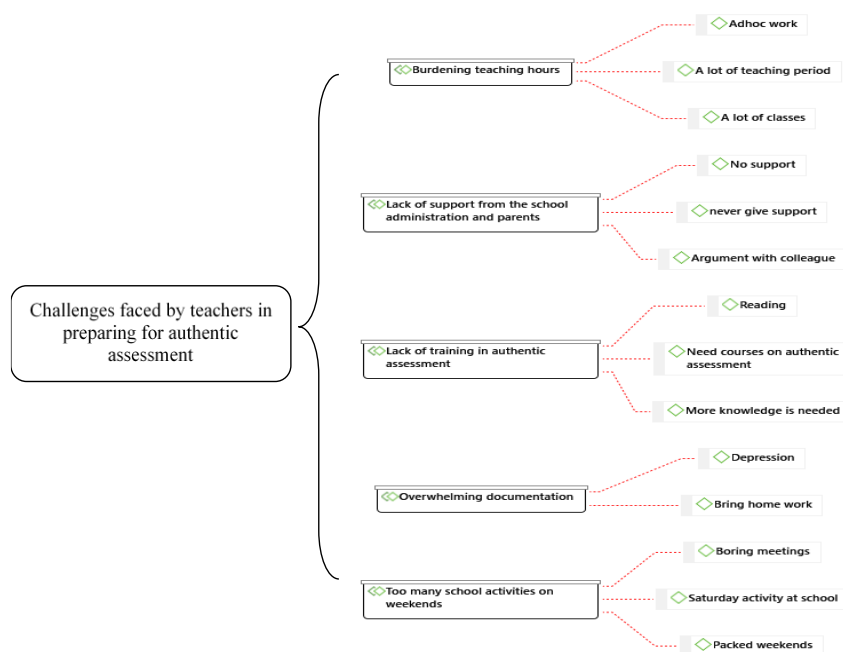 Challenges faced by teachers in
preparing for authentic
assessment
Burdening teaching hours
Adhoc work
A lot of teaching period
A lot of classes
Lack of support from the school
administration and parents
No support
never give support
Argument with colleague
Lack of training in authentic
assessment
Reading
Need courses on authentic
assessment
More knowledge is needed
Overwhelming documentation
Depression
Bring home work
Too many school activities on
weekends
Boring meetings
Saturday activity at school
Packed weekends